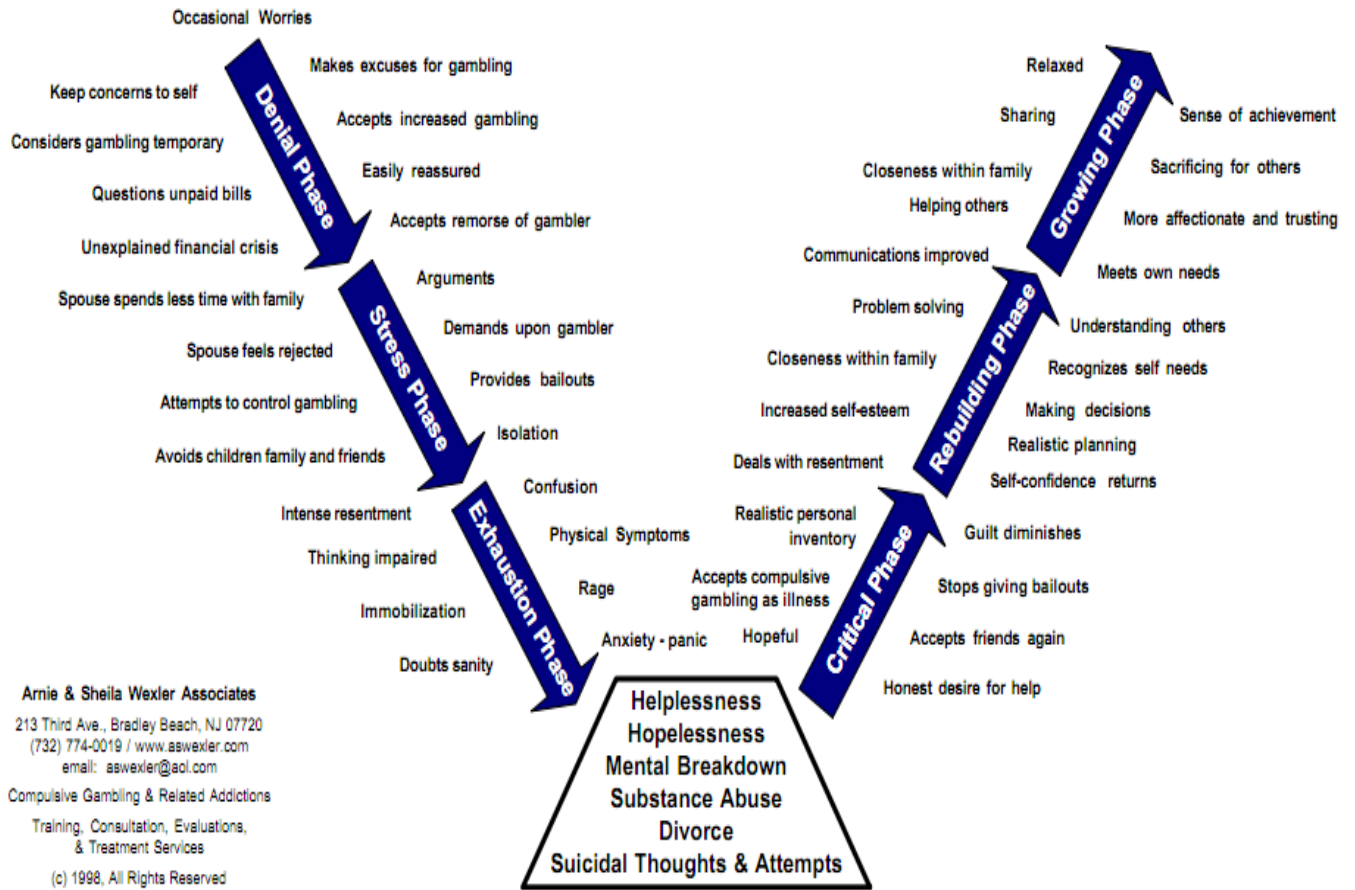 Occasional Worries
Keep concerns to self
Considers gambling temporary
Questions unpaid bills
Unexplained financial crisis
Spouse spends less time with family
Spouse feels rejected
Attempts to control gambling
Avoids children family and friends
Intense resentment
Thinking impaired
Immobilization
Doubts sanity
Denial Phase
Stress Phase
Exhaustion Phase
Makes excuses for gambling
Accepts increased gambling
Easily reassured
Accepts remorse of gambler
Arguments
Demands upon gambler
Provides bailouts
Isolation
Confusion
Physical Symptoms
Rage
Anxiety - panic
Helplessness
Hopelessness
Mental Breakdown
Substance Abuse
Divorce
Suicidal Thoughts & Attempts
Relaxed
Sharing
Closeness within family
Helping others
Communications improved
Problem solving
Closeness within family
Increased self-esteem
Deals with resentment
Realistic personal
inventory
Accepts compulsive
gambling as illness
Hopeful
Growing Phase
Rebuilding Phase
Critical Phase
Sense of achievement
Sacrificing for others
More affectionate and trusting
Meets own needs
Understanding others
Recognizes self needs
Making decisions
Realistic planning
Self-confidence returns
Guilt diminishes
Stops giving bailouts
Accepts friends again
Honest desire for help
Arnie & Sheila Wexler Associates
213 Third Ave., Bradley Beach, NJ 07720
(732) 774-0019 / www.aswexler.com
email: aswexler@aol.com
Compulsive Gambling & Related Addictions
Training, Consultation, Evaluations,
& Treatment Services
(c) 1998, All Rights Reserved